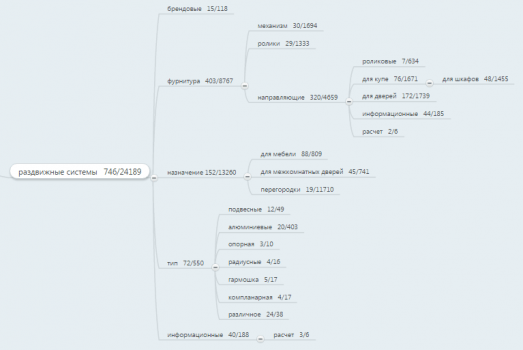 брендовые 15/118
механизм 30/1694
ролики 29/1333
роликовые 7/634
фурнитура 403/8767
для купе 76/1671
для шкафов 48/1455
направляющие 320/4659
для дверей 172/1739
информационные 44/185
расчет 2/6
для мебели 88/809
раздвижные системы 746/24189
назначение 152/13260
для межкомнатных дверей 45/741
перегородки 19/11710
подвесные 12/49
алюминиевые 20/403
опорная 3/10
тип 72/550
радиусные 4/16
гармошка 5/17
компланарная 4/17
различное 24/38
информационные 40/188
расчет 3/6